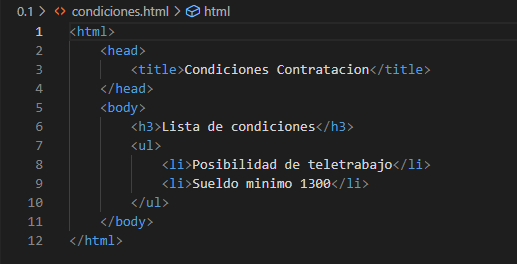 0.1 > <> condiciones.html > html
1 <html>
2 <head>
3 <title>Condiciones Contratacion</title>
4 </head>
5 <body>
6 <h3>Lista de condiciones</h3>
7 <ul>
8 <li>Posibilidad de teletrabajo</li>
9 <li>Sueldo minimo 1300</li>
10 </ul>
11 </body>
12 </html>